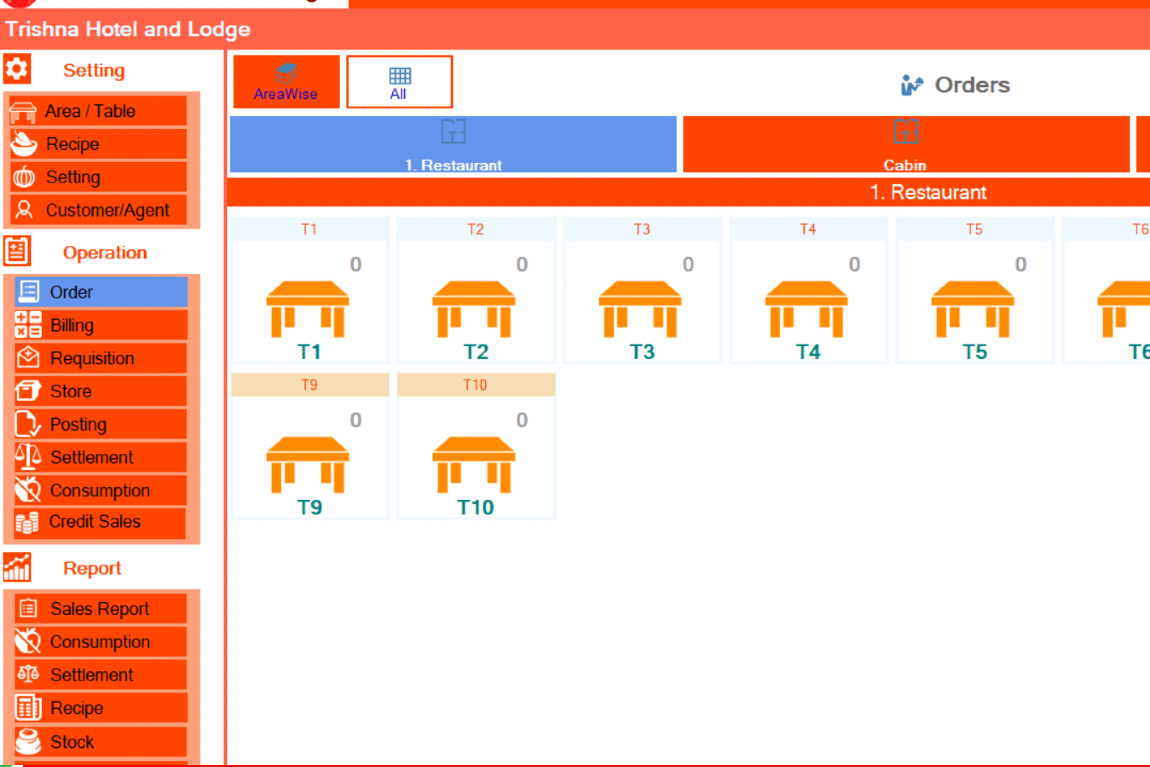 Trishna Hotel and Lodge
Setting
Area / Table
Recipe
Setting
Customer/Agent
Operation
Order
Billing
Requisition
Store
Posting
Settlement
Consumption
Credit Sales
Report
Sales Report
Consumption
Settlement
Recipe
Stock
AreaWise
All
Orders
1. Restaurant
Cabin
1. Restaurant
T1 T2 T3 T4 T5 T6
0 0 0 0 0
T1 T2 T3 T4 T5 T6
T9 T10
0 0
T9 T10